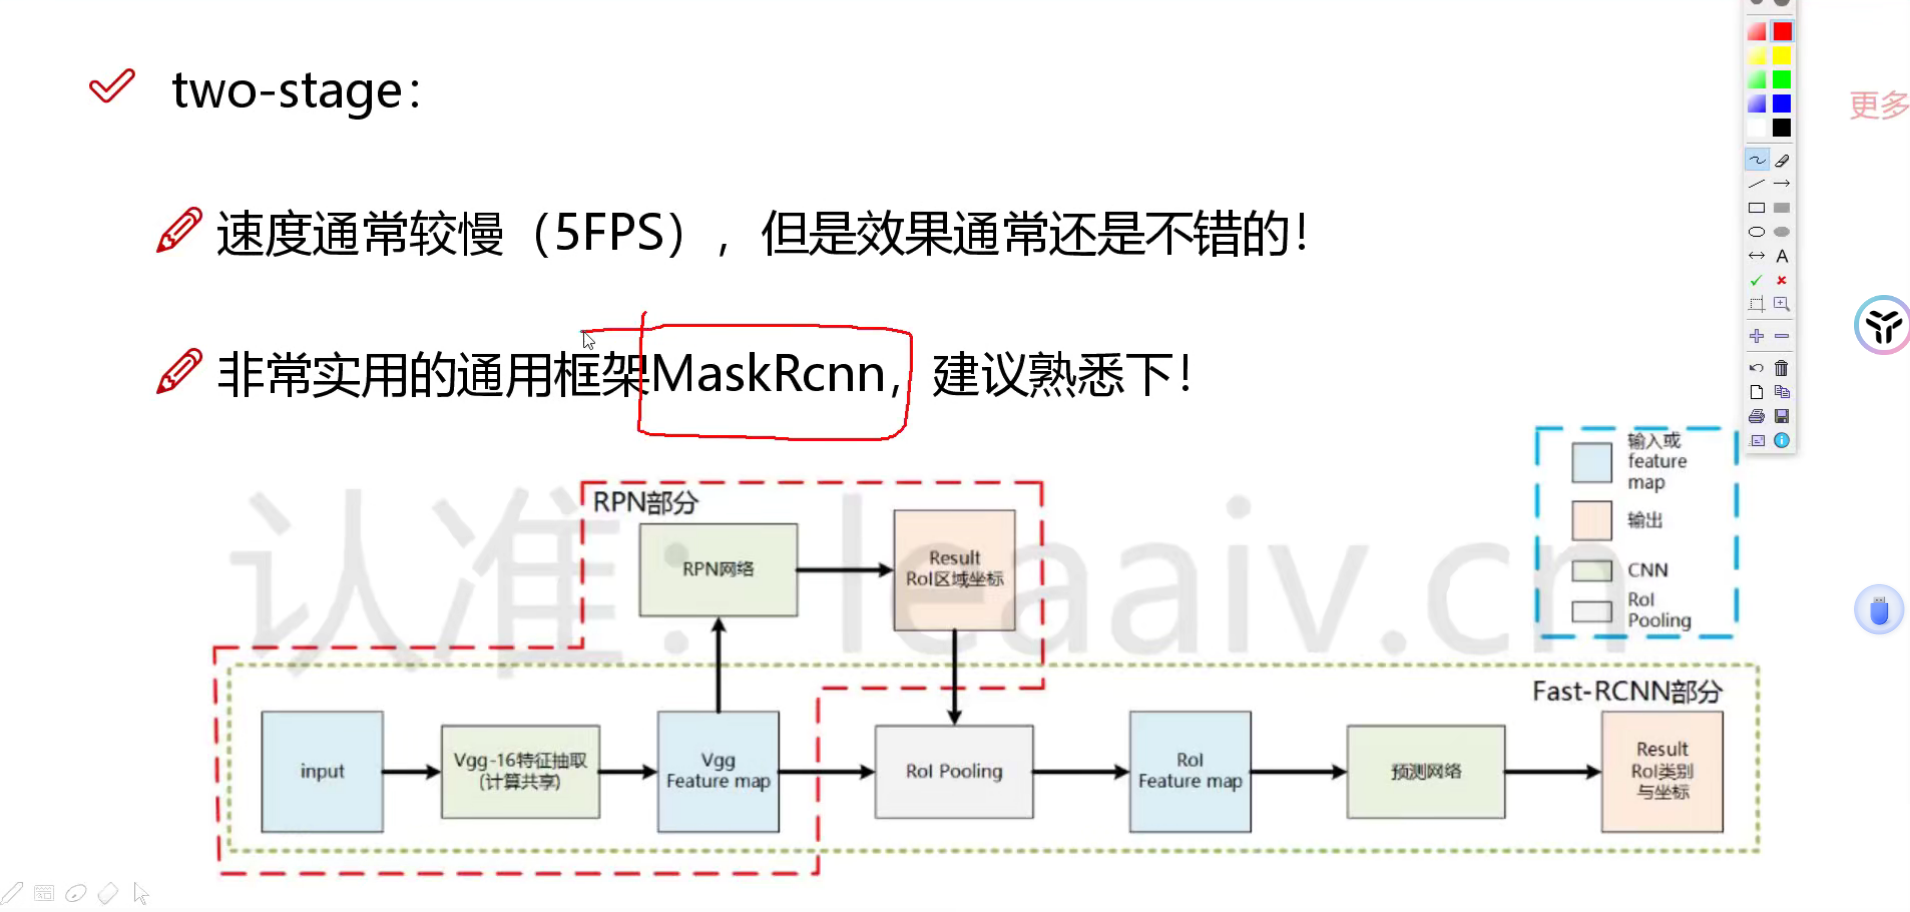 two-stage：
更多
速度通常较慢（5FPS），但是效果通常还是不错的！
非常实用的通用框架MaskRcnn，建议熟悉下！
输入或
feature
map
输出
CNN
RoI
Pooling
认准：leaaiv.cn
RPN部分
RPN网络
Result
RoI区域坐标
Fast-RCNN部分
input
Vgg-16特征抽取
(计算共享)
Vgg
Feature map
RoI Pooling
RoI
Feature map
预测网络
Result
RoI类别
与坐标
A